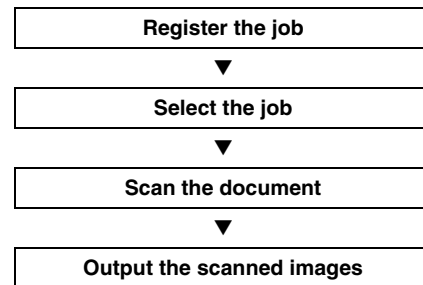 Register the job
▼
Select the job
▼
Scan the document
▼
Output the scanned images